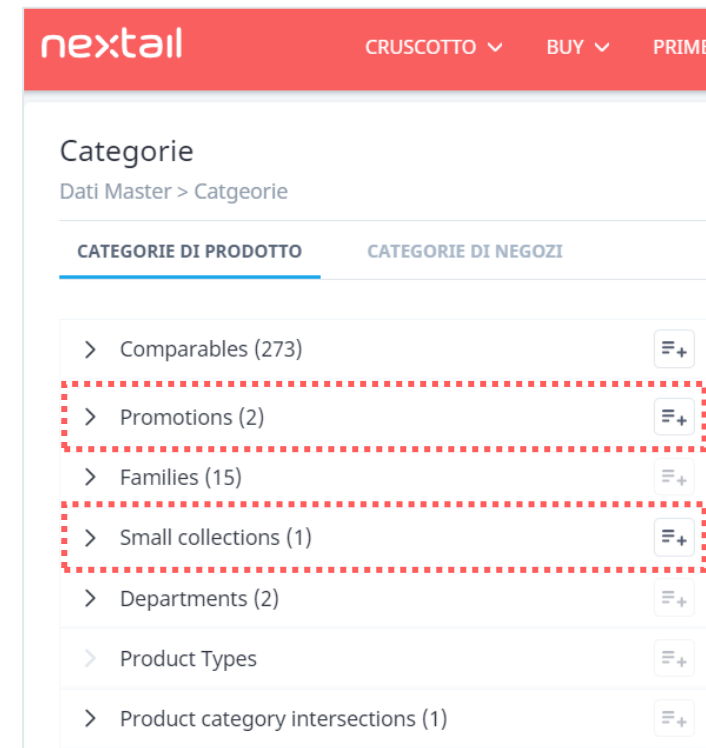 nextail CRUSCOTTO BUY PRIME
Categorie
Dati Master > Catgeorie
CATEGORIE DI PRODOTTO CATEGORIE DI NEGOZI
Comparables (273)
Promotions (2)
Families (15)
Small collections (1)
Departments (2)
Product Types
Product category intersections (1)